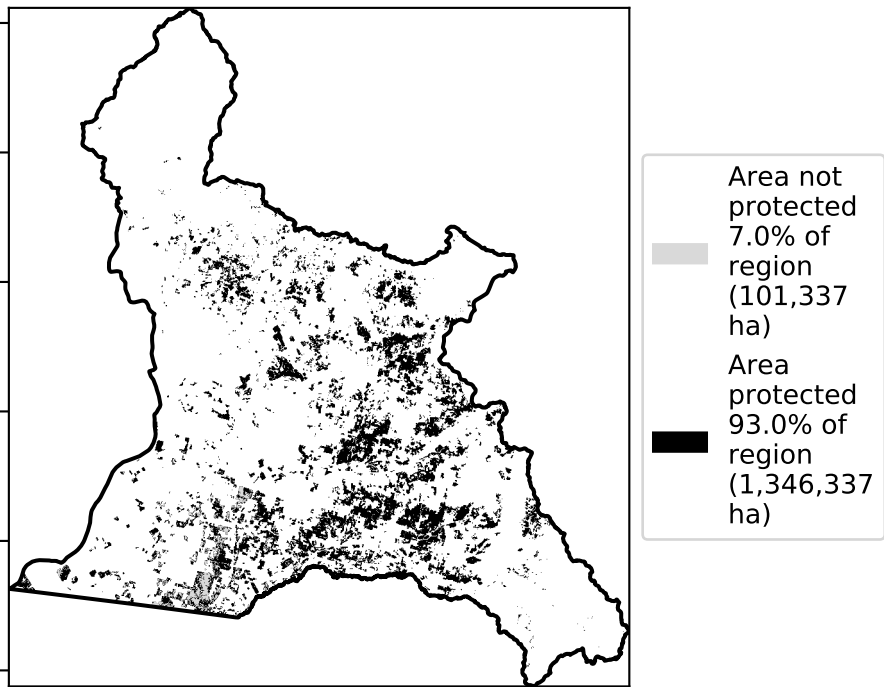 Area not
protected
7.0% of
region
(101,337
ha)
Area
protected
93.0% of
region
(1,346,337
ha)